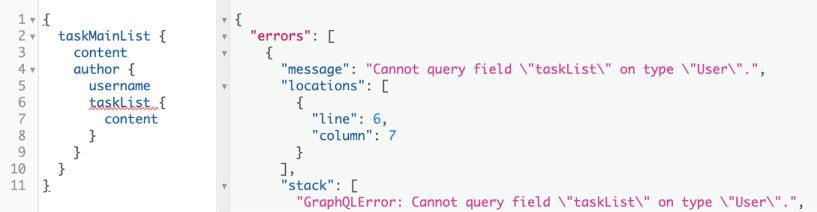 1 {
2 taskMainList {
3 content
4 author {
5 username
6 taskList {
7 content
8 }
9 }
10 }
11 }
{
"errors": [
{
"message": "Cannot query field \"taskList\" on type \"User\".",
"locations": [
{
"line": 6,
"column": 7
}
],
"stack": [
"GraphQLError: Cannot query field \"taskList\" on type \"User\".",